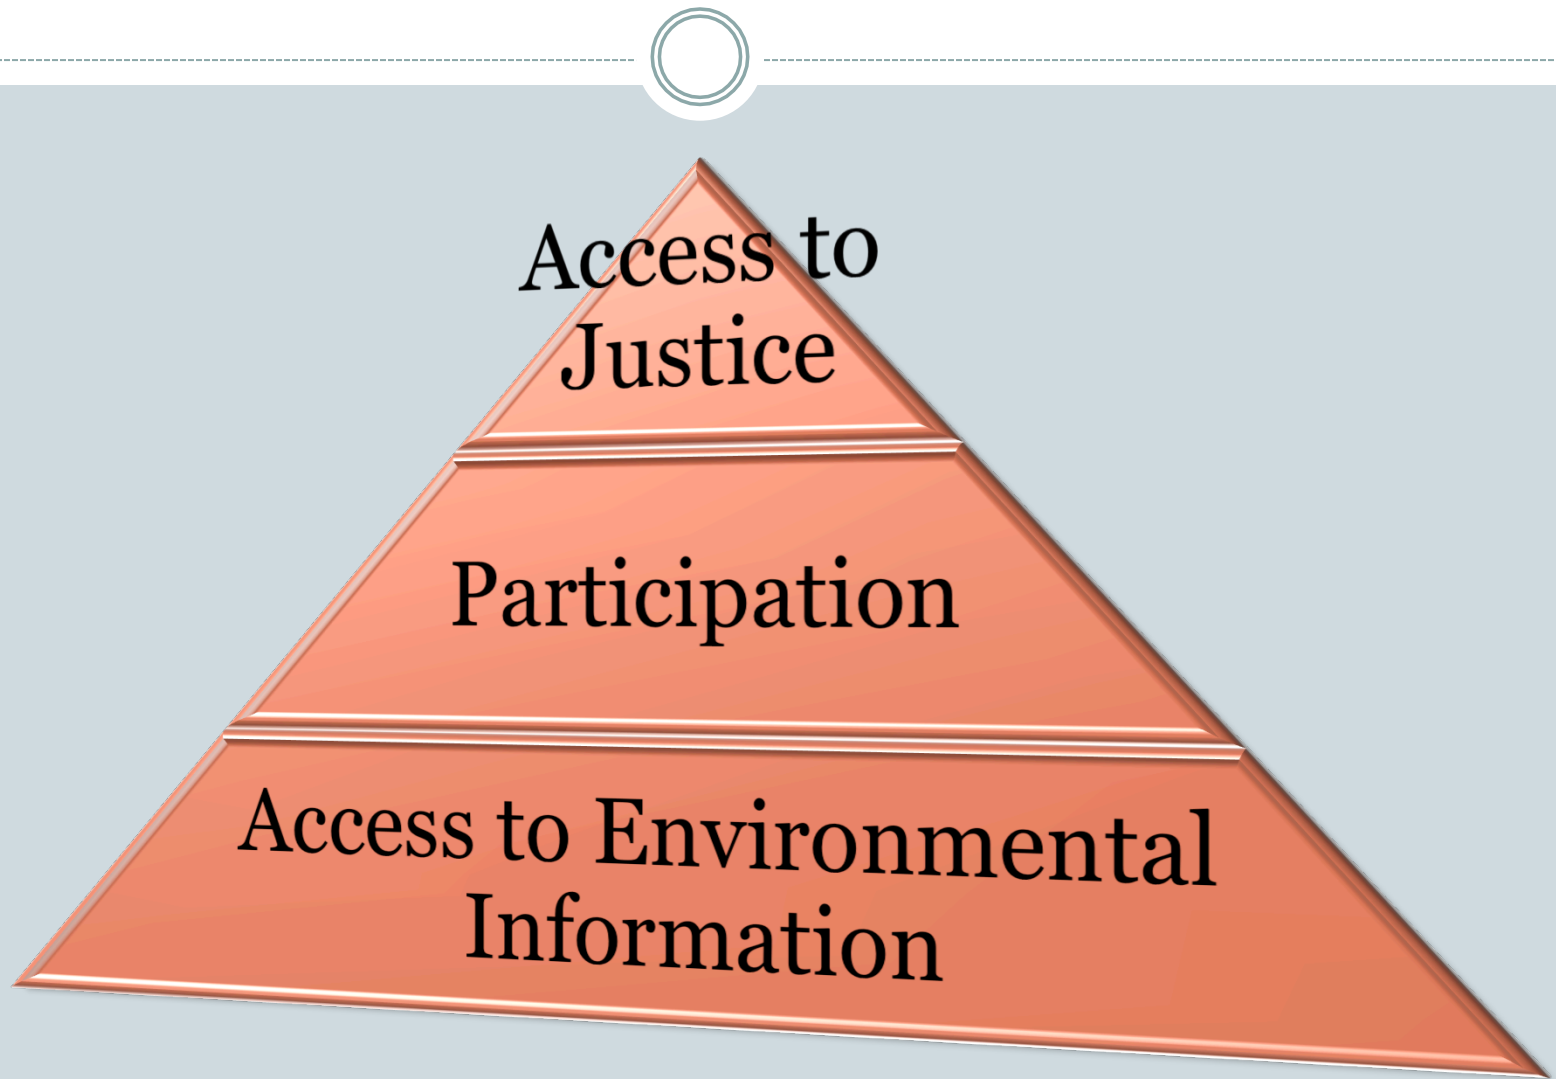 Access to
Justice
Participation
Access to Environmental
Information